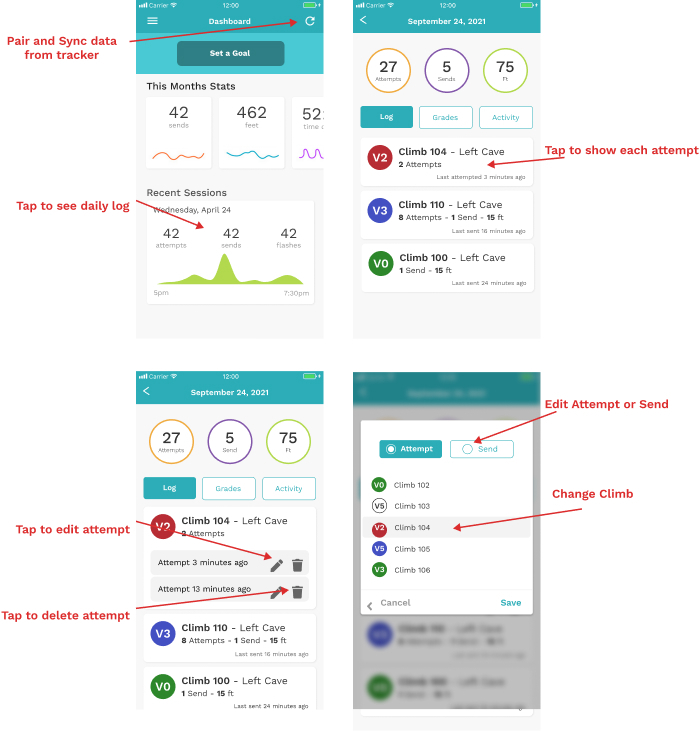 Carrier 12:00
Dashboard
Set a Goal
This Months Stats
42 462 52
sends feet time
Recent Sessions
Wednesday, April 24
42 42 42
attempts sends flashes
5pm 7:30pm
Pair and Sync data
from tracker
Tap to see daily log
Carrier 12:00
September 24, 2021
27 5 75
Attempts Sends Ft
Log Grades Activity
V2 Climb 104 - Left Cave
2 Attempts
Last attempted 3 minutes ago
V3 Climb 110 - Left Cave
8 Attempts - 1 Send - 15 ft
Last sent 16 minutes ago
V0 Climb 100 - Left Cave
1 Send - 15 ft
Last sent 24 minutes ago
Tap to show each attempt
Carrier 12:00
September 24, 2021
27 5 75
Attempts Send Ft
Log Grades Activity
V2 Climb 104 - Left Cave
2 Attempts
Attempt 3 minutes ago
Attempt 13 minutes ago
V3 Climb 110 - Left Cave
8 Attempts - 1 Send - 15 ft
Last sent 16 minutes ago
V0 Climb 100 - Left Cave
1 Send - 15 ft
Last sent 24 minutes ago
Tap to edit attempt
Tap to delete attempt
Attempt Send
V0 Climb 102
V5 Climb 103
V2 Climb 104
V5 Climb 105
V3 Climb 106
Cancel Save
Edit Attempt or Send
Change Climb